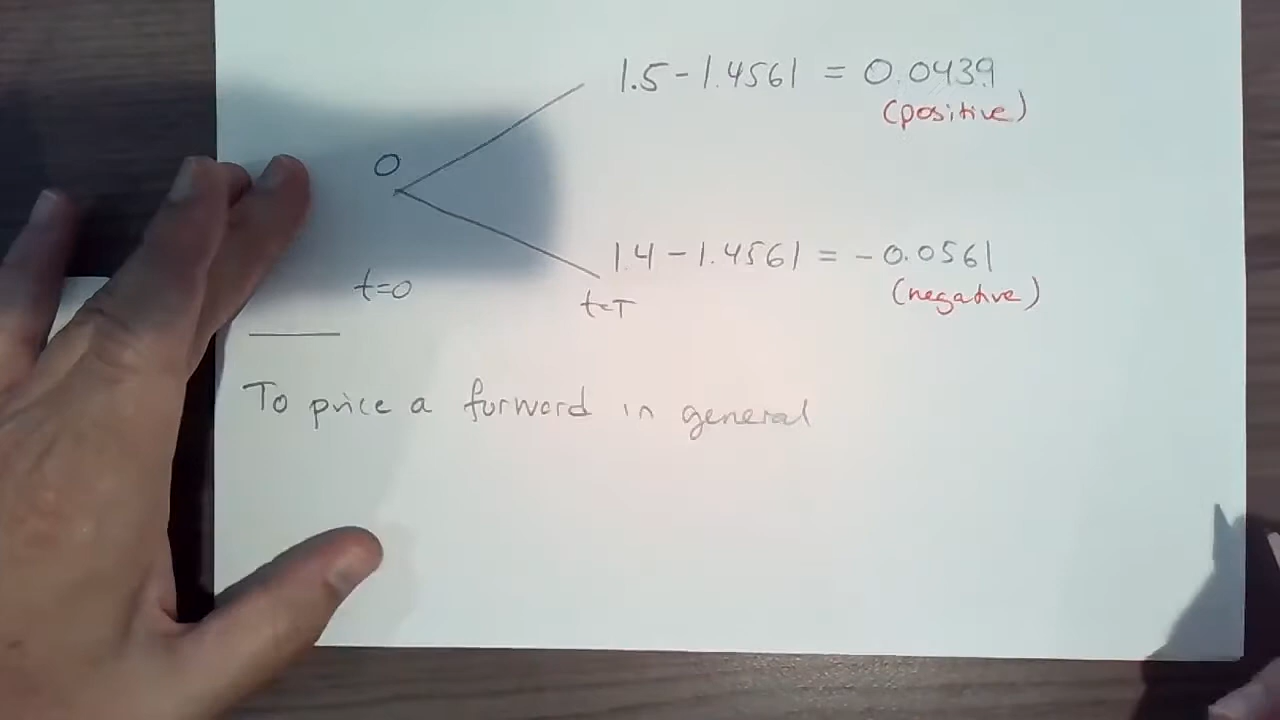 1.5 - 1.4561 = 0.0439
(positive)
0
1.4 - 1.4561 = - 0.0561
t=0
t=T
(negative)
To price a forward in general